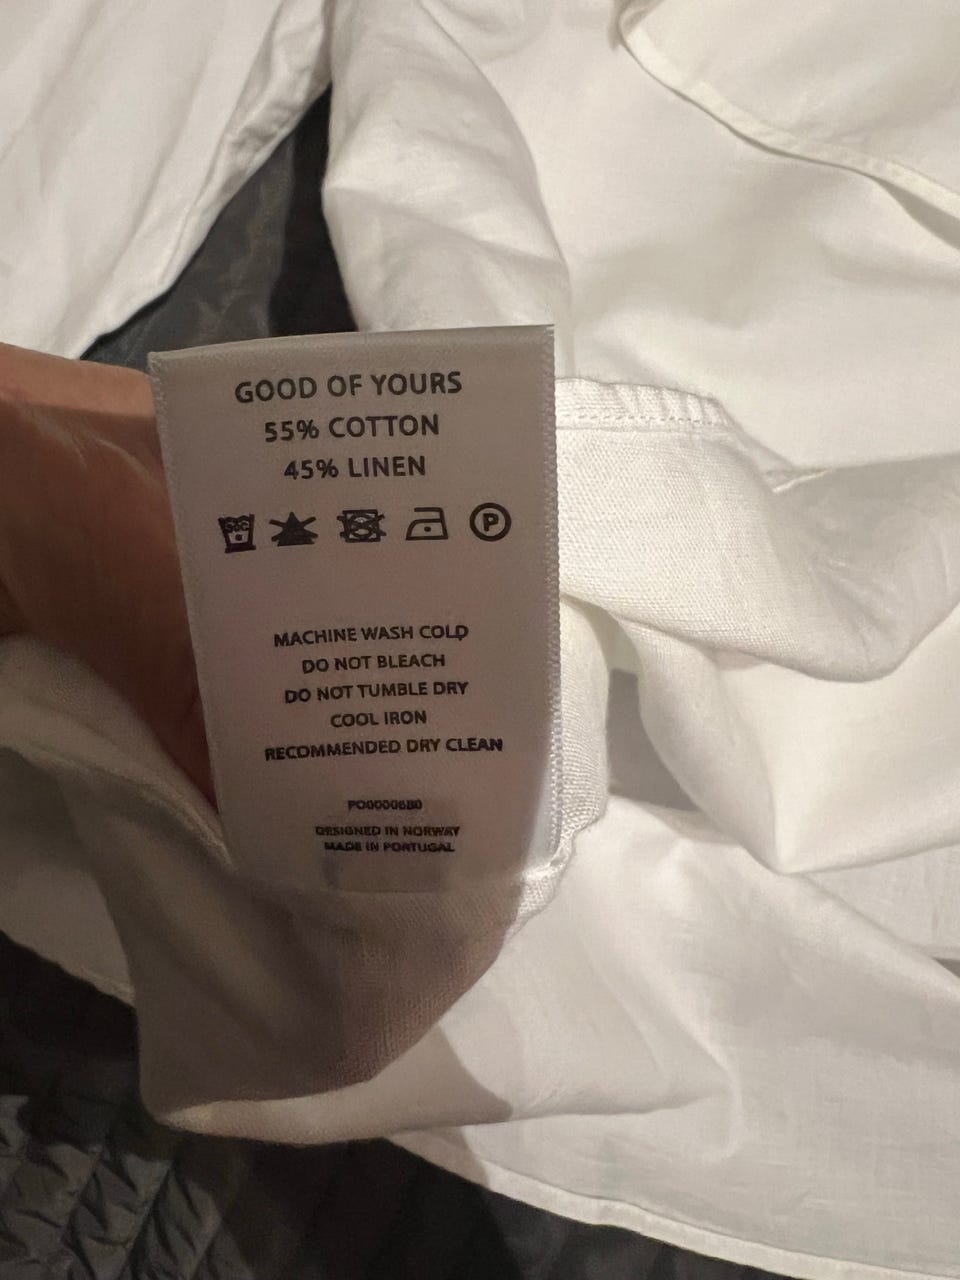 GOOD OF YOURS
55% COTTON
45% LINEN
P
MACHINE WASH COLD
DO NOT BLEACH
DO NOT TUMBLE DRY
COOL IRON
RECOMMENDED DRY CLEAN
PO0000680
DESIGNED IN NORWAY
MADE IN PORTUGAL